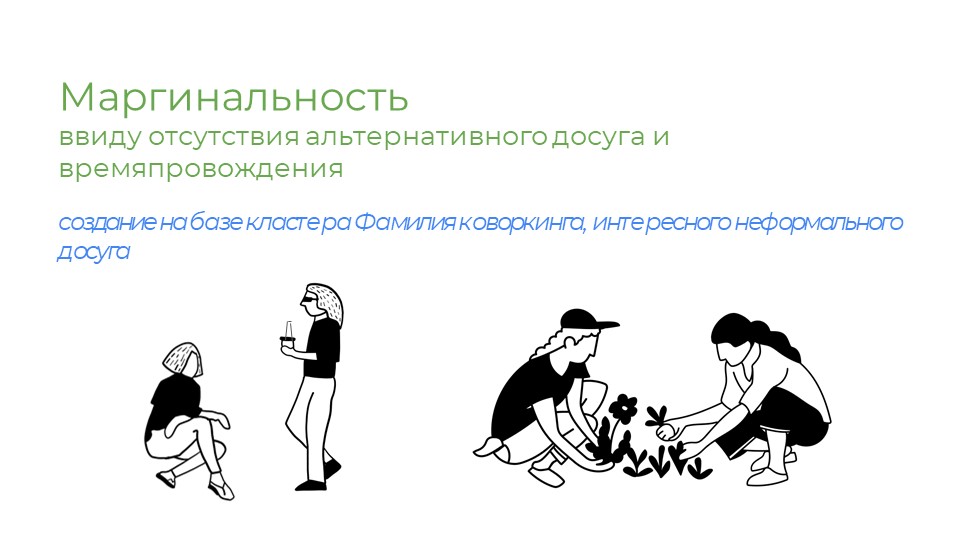 Маргинальность
ввиду отсутствия альтернативного досуга и
времяпровождения
создание на базе кластера Фамилия коворкинга, интересного неформального
досуга